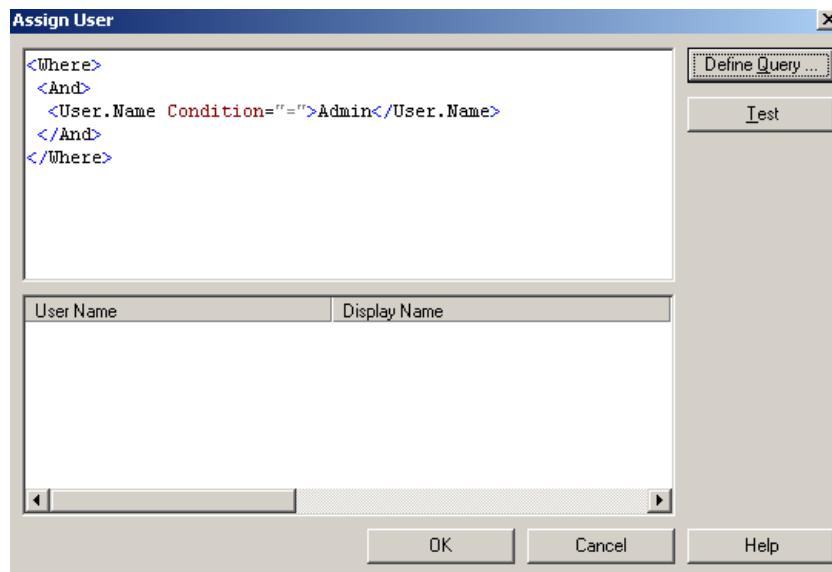 Assign User
<Where>
<And>
<User.Name Condition="=">Admin</User.Name>
</And>
</Where>
Define Query ...
Test
User Name Display Name
OK Cancel Help